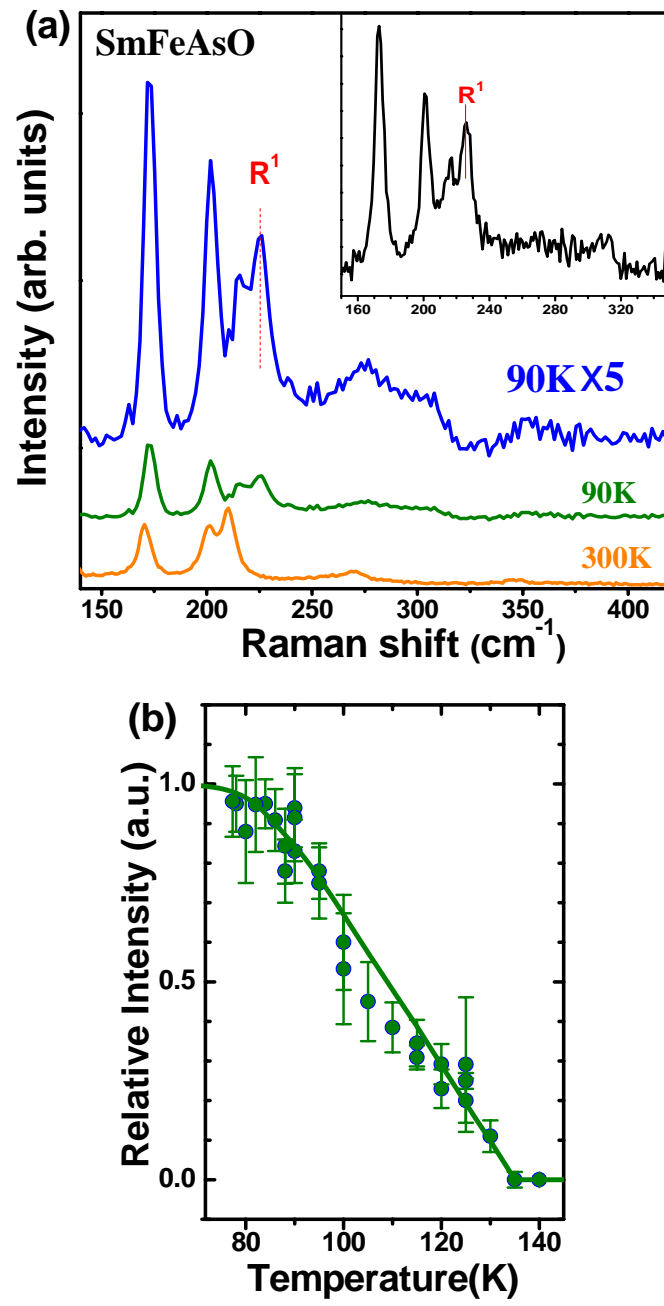 (a)
SmFeAsO
R¹
R¹
160 200 240 280 320
90K X5
90K
300K
Intensity (arb. units)
150 200 250 300 350 400
Raman shift (cm⁻¹)
(b)
1.0
0.5
0.0
Relative Intensity (a.u.)
80 100 120 140
Temperature(K)